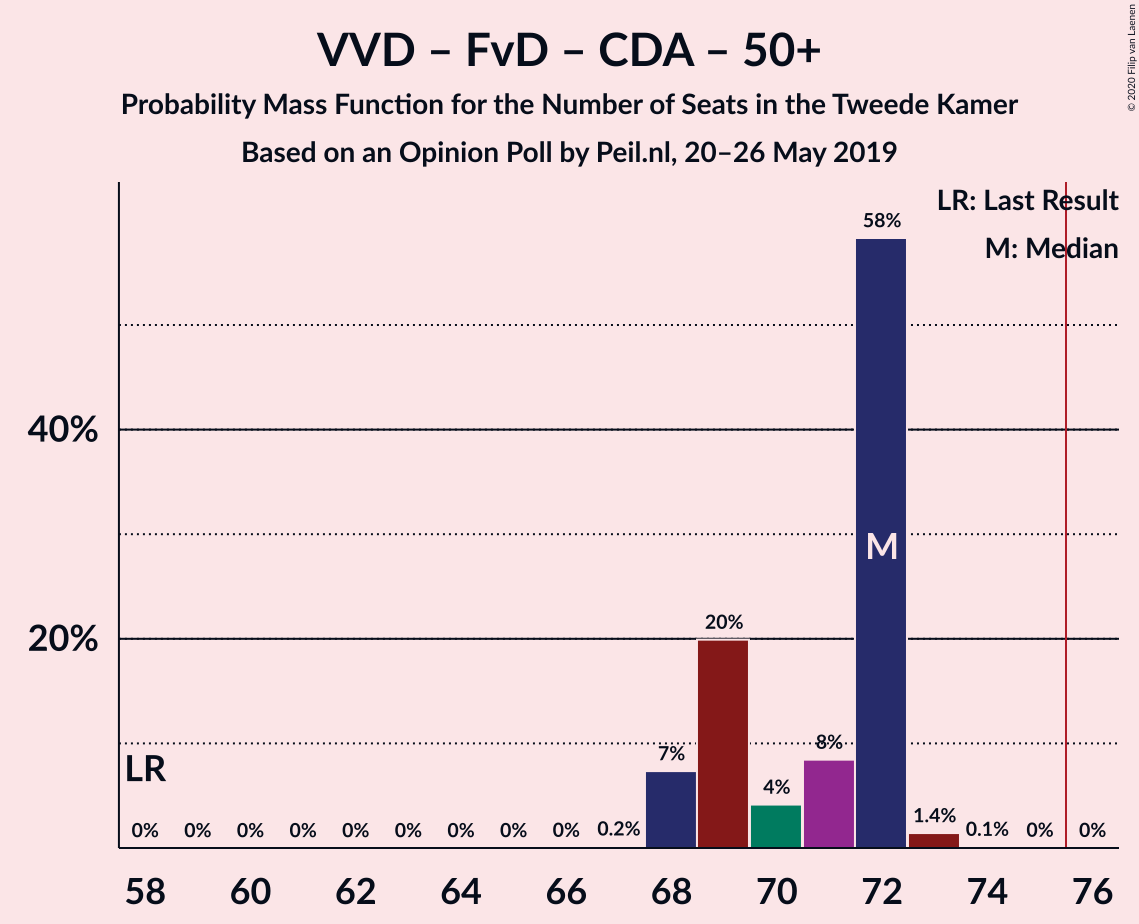 VVD – FvD – CDA – 50+
Probability Mass Function for the Number of Seats in the Tweede Kamer
Based on an Opinion Poll by Peil.nl, 20–26 May 2019
© 2020 Filip van Laenen
LR: Last Result
M: Median
58%
40%
M
20%
20%
8%
7%
LR
4%
0% 0% 0% 0% 0% 0% 0% 0% 0% 0.2% 1.4% 0.1% 0% 0%
58 60 62 64 66 68 70 72 74 76